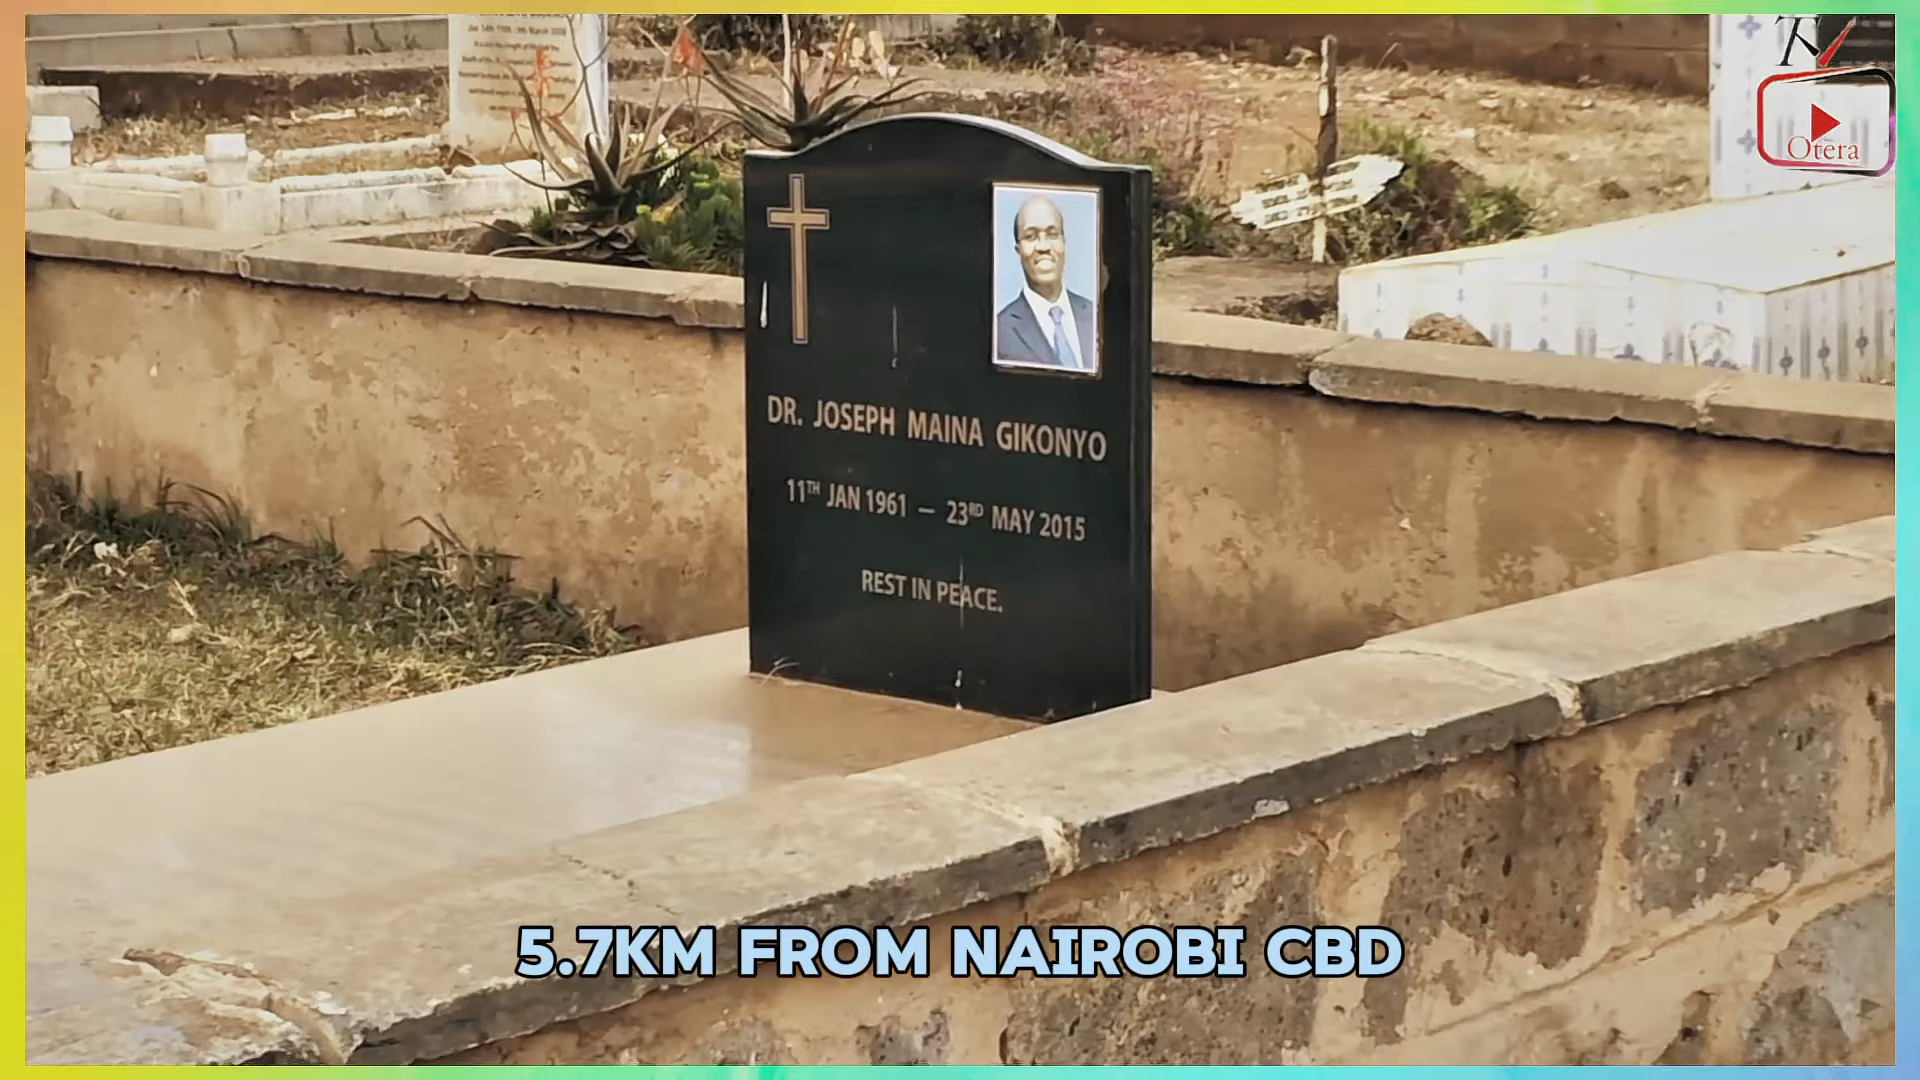 TV
Otera
DR. JOSEPH MAINA GIKONYO
11TH JAN 1961 – 23RD MAY 2015
REST IN PEACE.
5.7KM FROM NAIROBI CBD